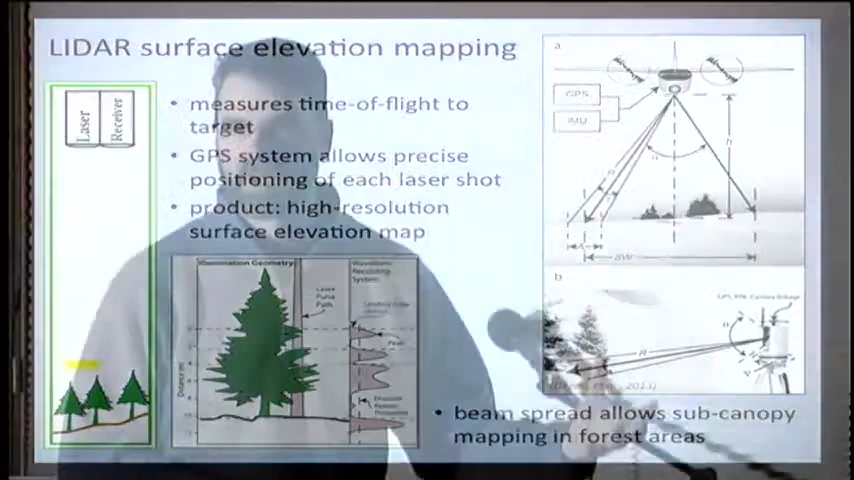 LIDAR surface elevation mapping
• measures time-of-flight to
target
• GPS system allows precise
positioning of each laser shot
• product: high-resolution
surface elevation map
• beam spread allows sub-canopy
mapping in forest areas
Laser
Receiver
Illumination Geometry
Laser
Pulse
Path
Waveform
Recording
System
Peak
Distance (m)
a
GPS
IMU
R
h
b
R